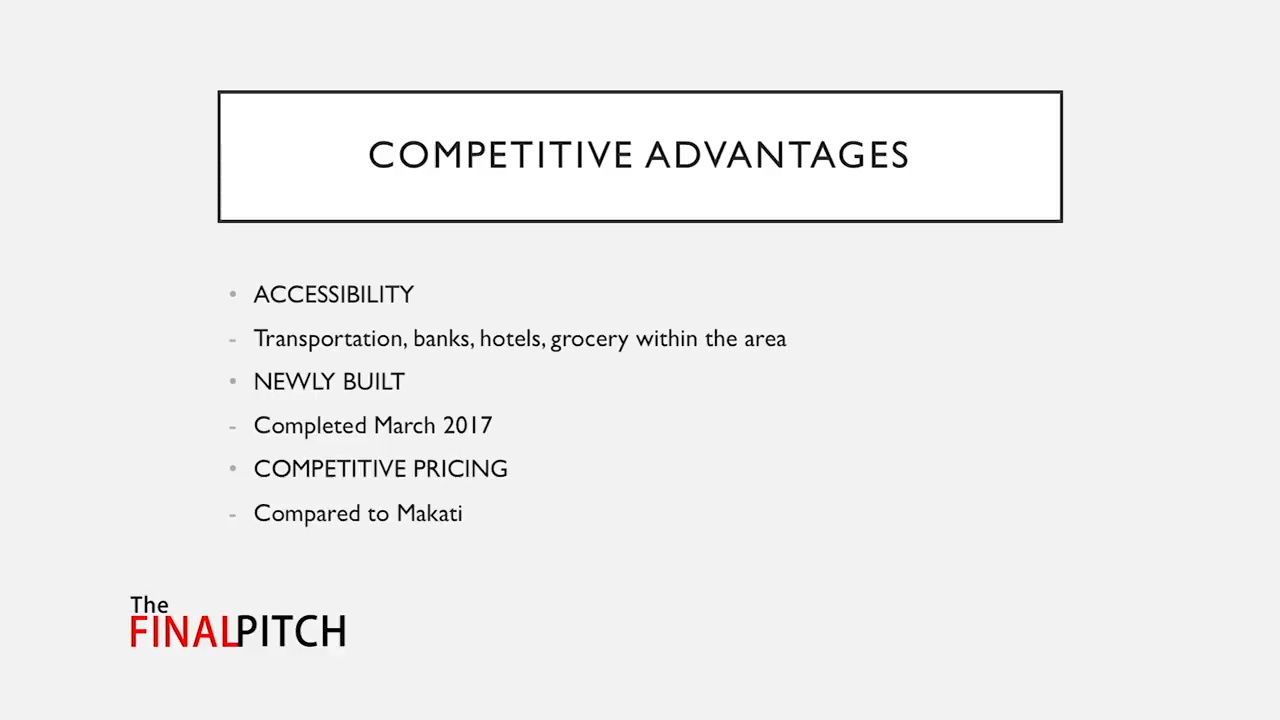 COMPETITIVE ADVANTAGES
• ACCESSIBILITY
- Transportation, banks, hotels, grocery within the area
• NEWLY BUILT
- Completed March 2017
• COMPETITIVE PRICING
- Compared to Makati
The
FINALPITCH